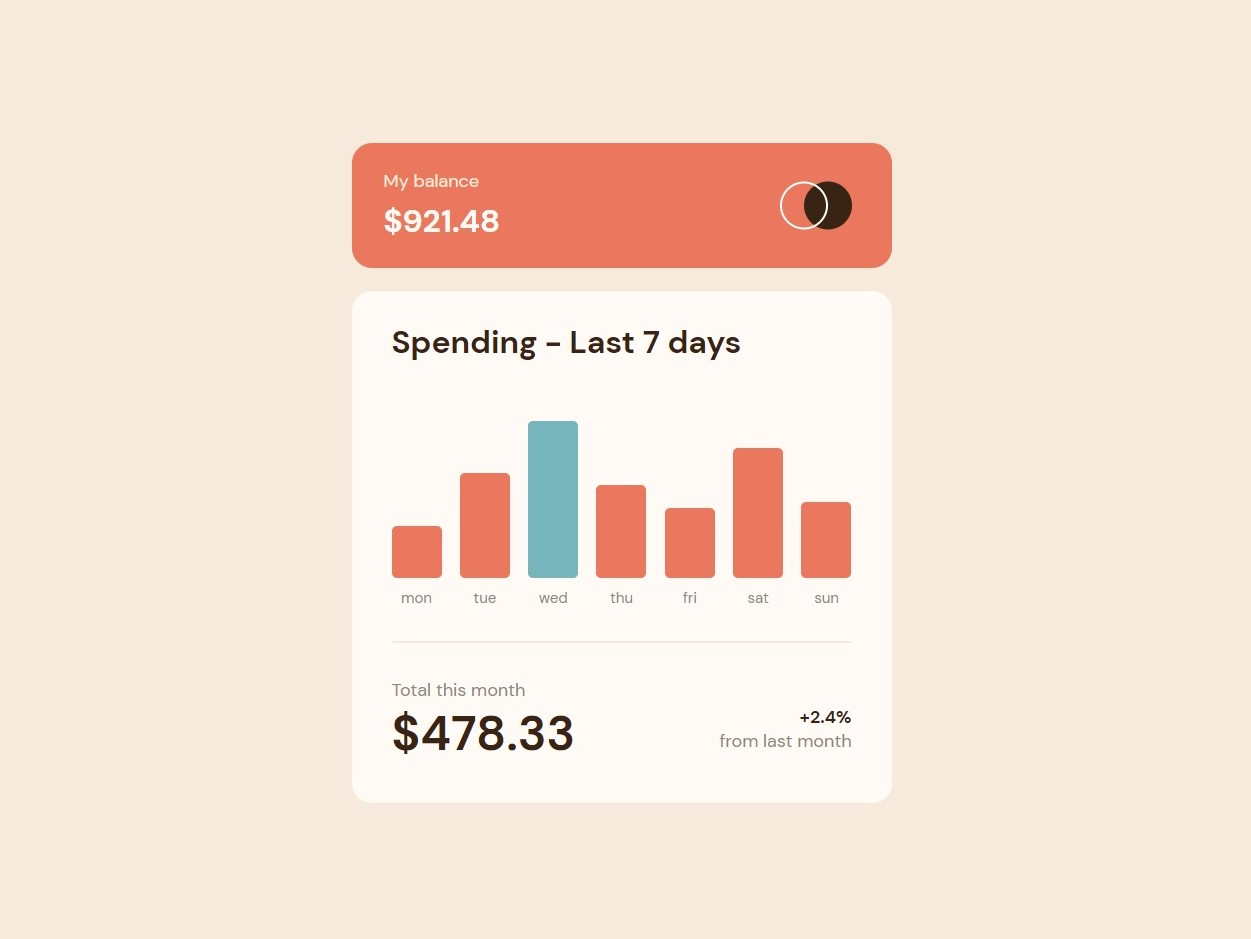 My balance
$921.48
Spending - Last 7 days
mon tue wed thu fri sat sun
Total this month
$478.33
+2.4%
from last month